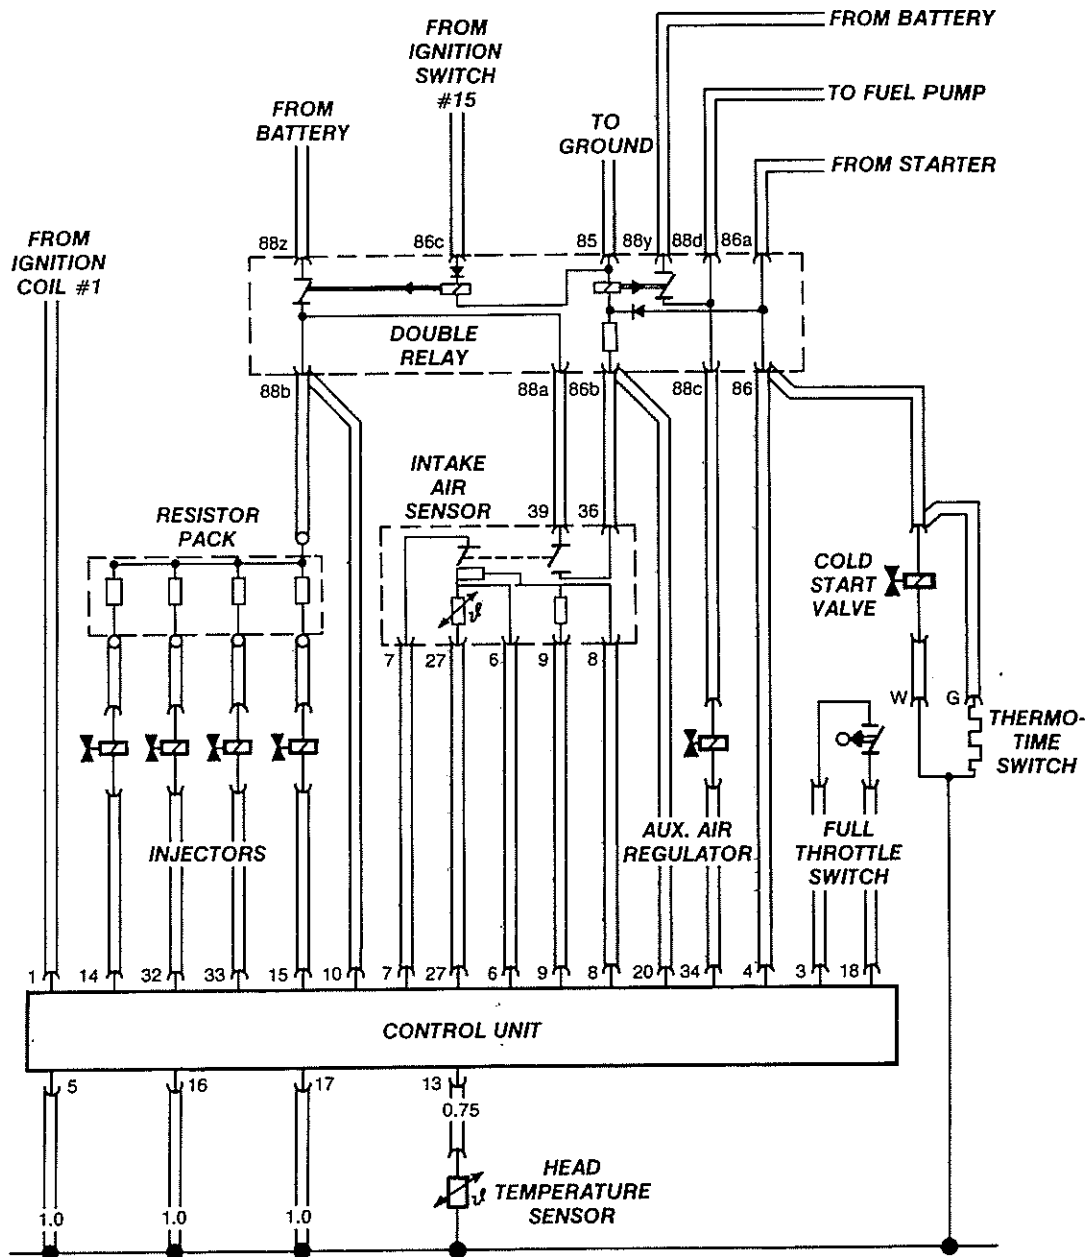 FROM BATTERY
FROM
IGNITION
SWITCH
#15
TO FUEL PUMP
FROM
BATTERY
TO
GROUND
FROM STARTER
FROM
IGNITION
COIL #1
88z
86c
85
88y
88d
86a
DOUBLE
RELAY
88b
88a
86b
88c
86
INTAKE
AIR
SENSOR
39
36
RESISTOR
PACK
COLD
START
VALVE
ϑ
7
27
6
9
8
W
G
THERMO-
TIME
SWITCH
INJECTORS
AUX. AIR
REGULATOR
FULL
THROTTLE
SWITCH
1
14
32
33
15
10
7
27
6
9
8
20
34
4
3
18
CONTROL UNIT
5
16
17
13
0.75
HEAD
TEMPERATURE
SENSOR
ϑ
1.0
1.0
1.0